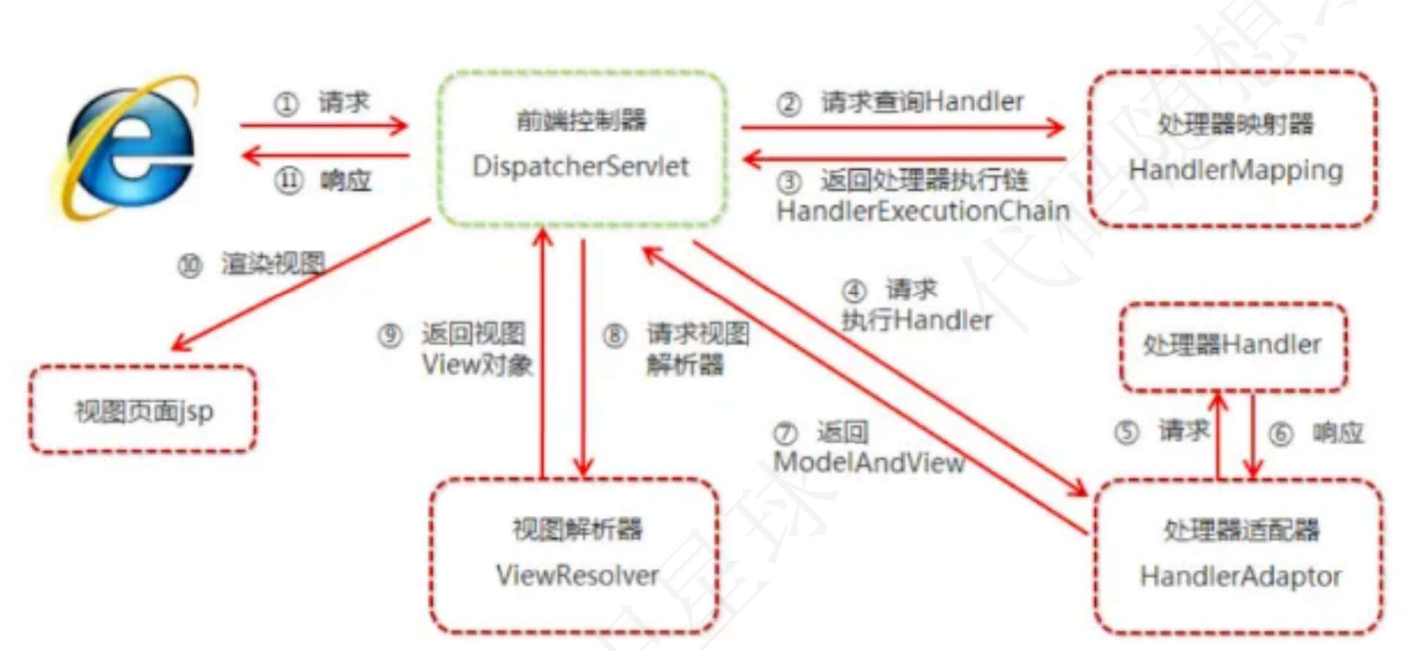 ① 请求
⑪ 响应
前端控制器
DispatcherServlet
② 请求查询Handler
③ 返回处理器执行链
HandlerExecutionChain
处理器映射器
HandlerMapping
⑩ 渲染视图
⑨ 返回视图
View对象
⑧ 请求视图
解析器
④ 请求
执行Handler
处理器Handler
视图页面jsp
⑦ 返回
ModelAndView
⑤ 请求
⑥ 响应
视图解析器
ViewResolver
处理器适配器
HandlerAdaptor
代码随想
星球